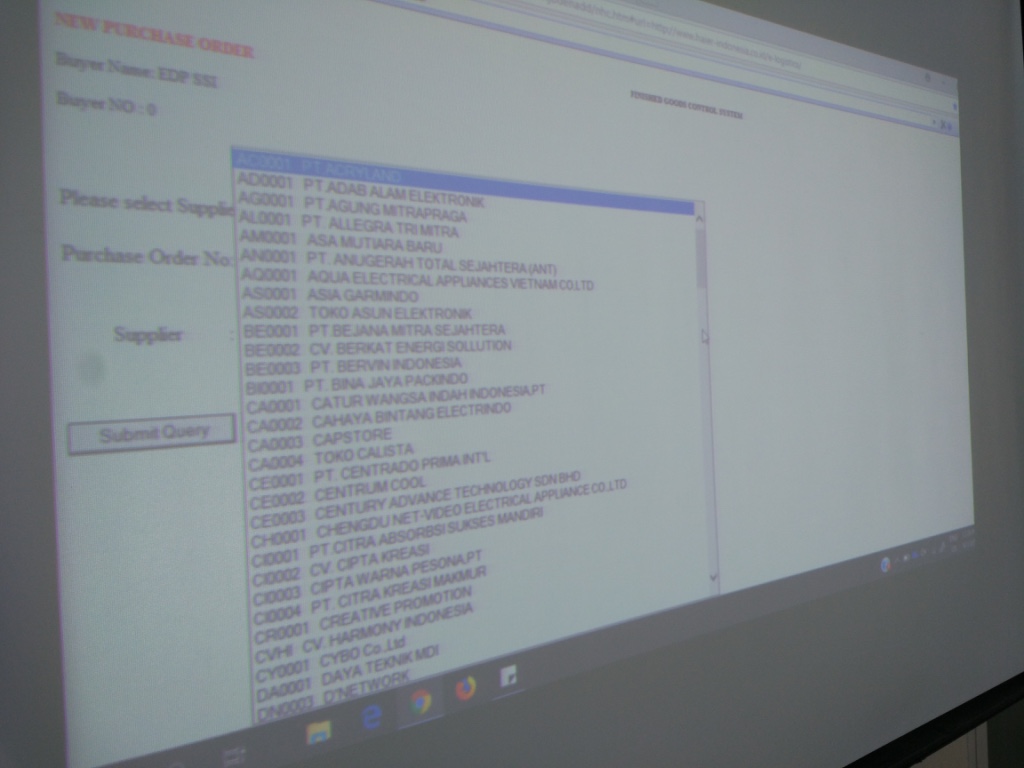 NEW PURCHASE ORDER
Buyer Name: EDP SSI
Buyer NO : 0
FINISHED GOODS CONTROL SYSTEM
Please select Supplie
Purchase Order No:
Supplier :
Submit Query
AC0001 PT.ACRYLAND
AD0001 PT.ADAB ALAM ELEKTRONIK
AG0001 PT.AGUNG MITRAPRAGA
AL0001 PT. ALLEGRA TRI MITRA
AM0001 ASA MUTIARA BARU
AN0001 PT. ANUGERAH TOTAL SEJAHTERA (ANT)
AQ0001 AQUA ELECTRICAL APPLIANCES VIETNAM CO.LTD
AS0001 ASIA GARMINDO
AS0002 TOKO ASUN ELEKTRONIK
BE0001 PT.BEJANA MITRA SEJAHTERA
BE0002 CV. BERKAT ENERGI SOLLUTION
BE0003 PT. BERVIN INDONESIA
BI0001 PT. BINA JAYA PACKINDO
CA0001 CATUR WANGSA INDAH INDONESIA,PT
CA0002 CAHAYA BINTANG ELECTRINDO
CA0003 CAPSTORE
CA0004 TOKO CALISTA
CE0001 PT. CENTRADO PRIMA INT'L
CE0002 CENTRUM COOL
CE0003 CENTURY ADVANCE TECHNOLOGY SDN BHD
CH0001 CHENGDU NET-VIDEO ELECTRICAL APPLIANCE CO.,LTD
CI0001 PT.CITRA ABSORBSI SUKSES MANDIRI
CI0002 CV. CIPTA KREASI
CI0003 CIPTA WARNA PESONA,PT
CI0004 PT. CITRA KREASI MAKMUR
CR0001 CREATIVE PROMOTION
CVHI CV. HARMONY INDONESIA
CY0001 CYBO Co.,Ltd
DA0001 DAYA TEKNIK MDI
DN0003 D'NETWORK